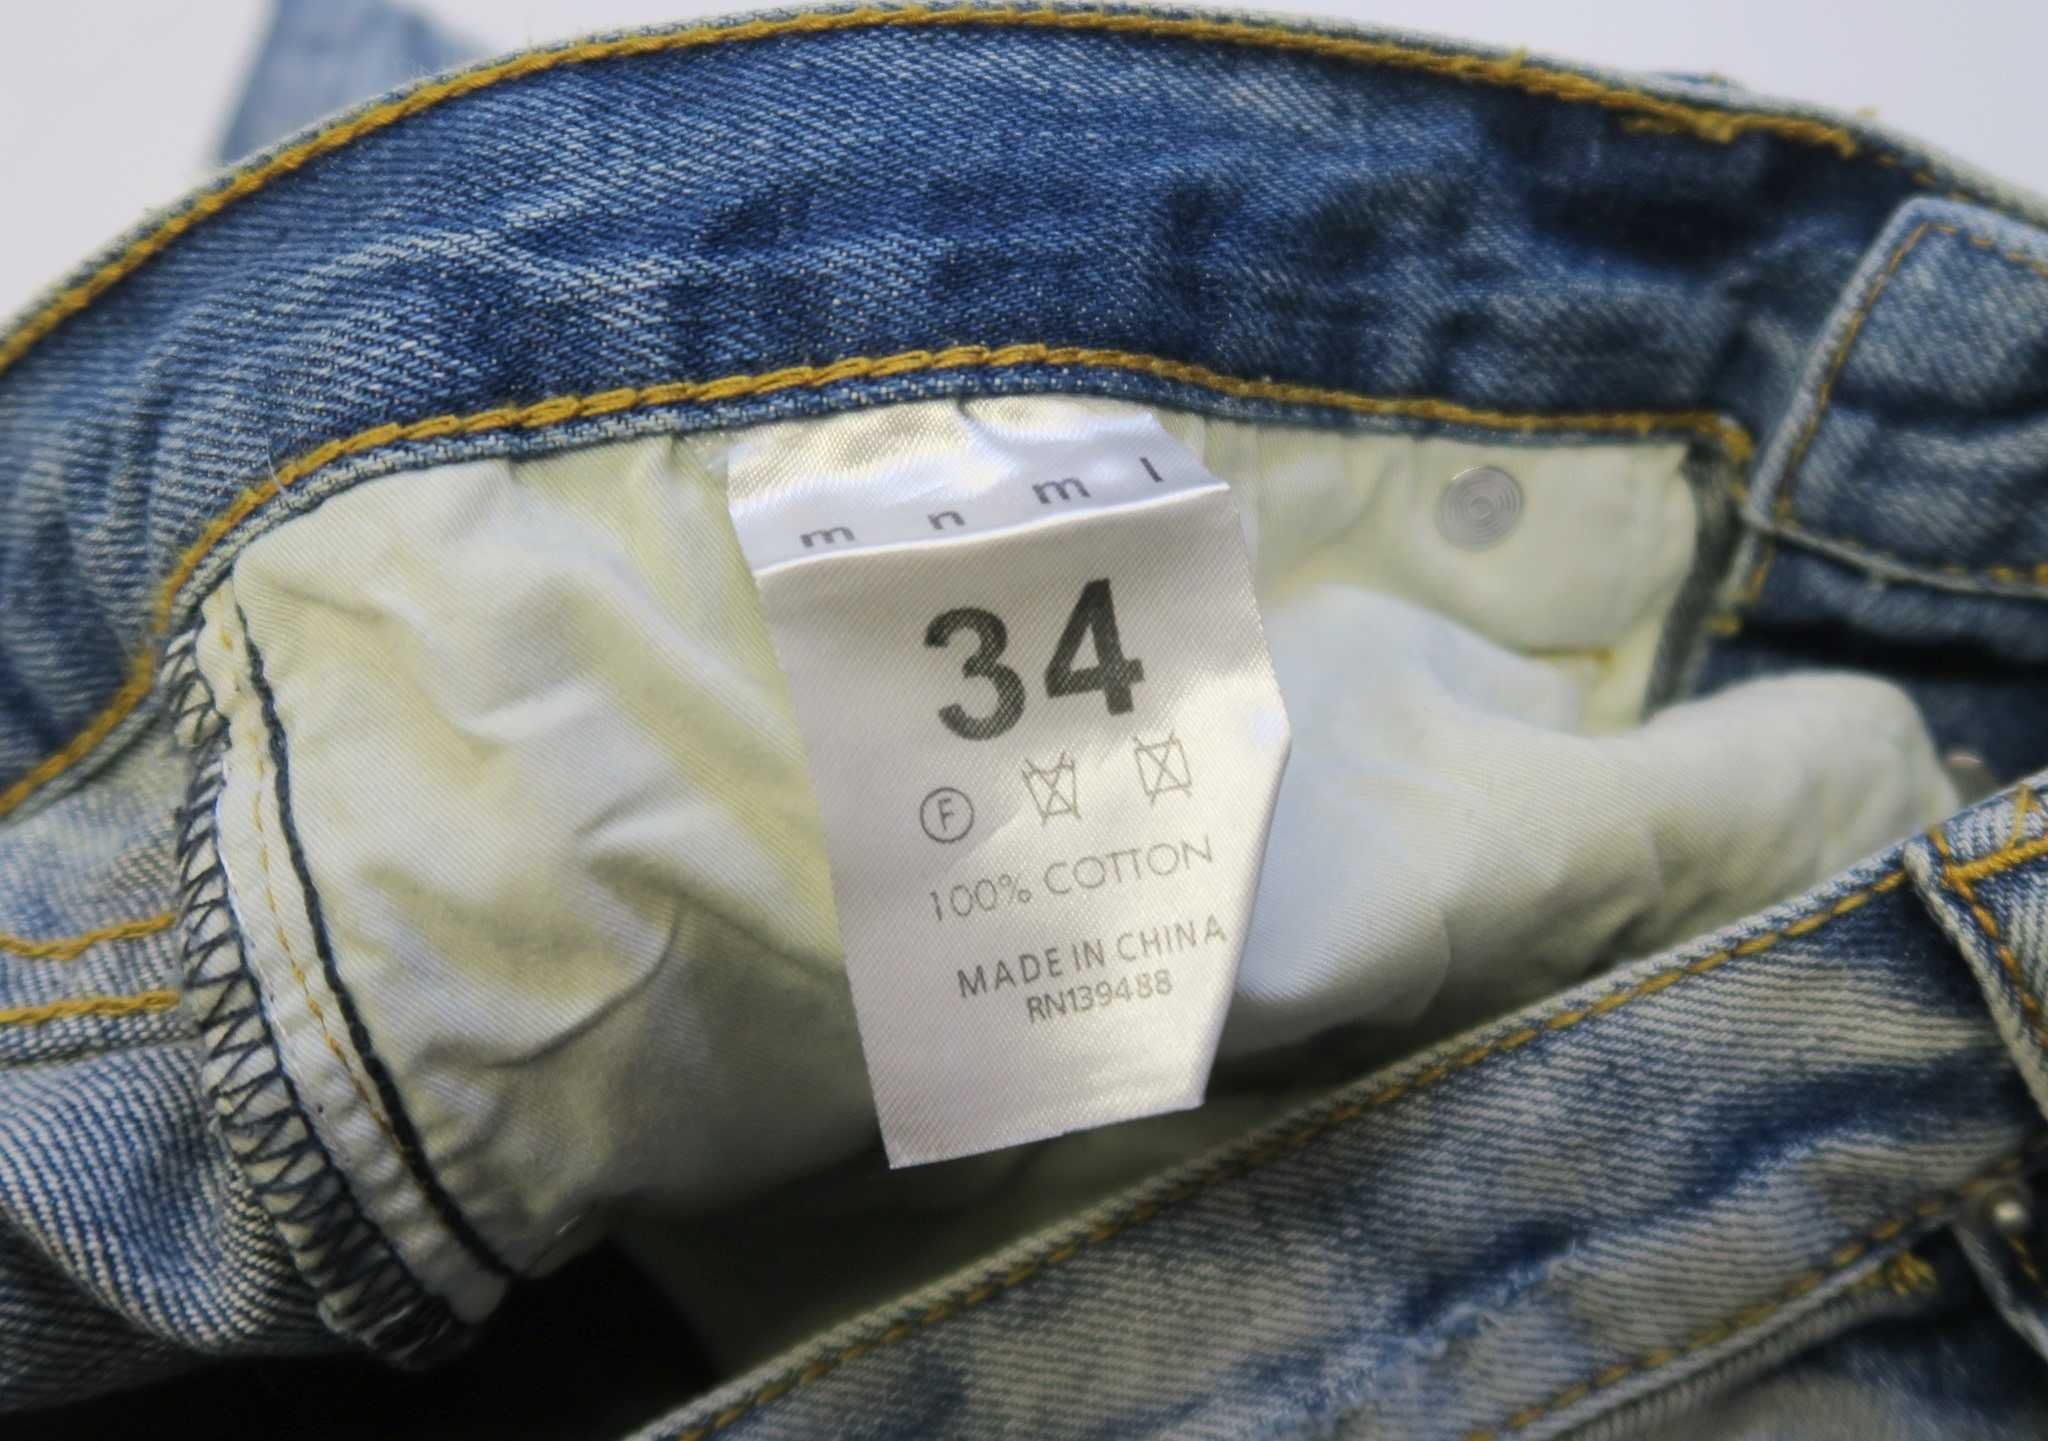 m n m l
34
F
100% COTTON
MADE IN CHINA
RN139488